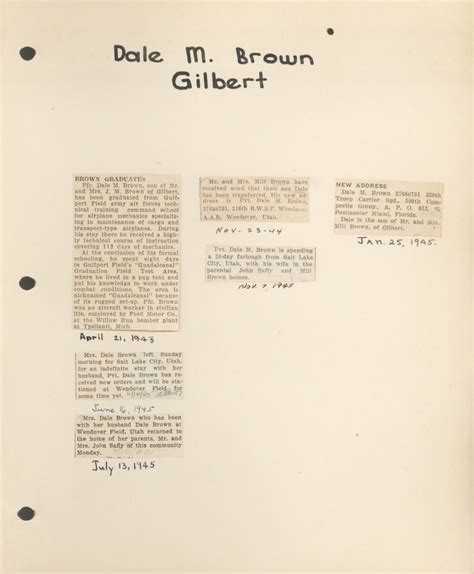 Dale M. Brown
Gilbert
BROWN GRADUATES
Pfc. Dale M. Brown, son of Mr.
and Mrs. J. M. Brown of Gilbert,
has been graduated from Gulf-
port Field army air forces tech-
nical training command school
for airplane mechanics specializ-
ing in maintenance of cargo and
transport-type airplanes. During
his stay there he received a high-
ly technical course of instruction
covering 112 days of mechanics.
At the conclusion of his formal
schooling, he spent eight days
in Gulfport Field's "Guadalcanal"
Graduation Field Test Area,
where he lived in a pup tent and
put his knowledge to work under
combat conditions. The area is
nicknamed "Guadalcanal" because
of its rugged set-up. Pfc. Brown
was an aircraft worker in civilian
life, employed by Ford Motor Co.,
at the Willow Run bomber plant
at Ypsilanti, Mich.
April 21, 1943
Mrs. Dale Brown left Sunday
morning for Salt Lake City, Utah,
for an indefinite stay with her
husband, Pvt. Dale Brown has re-
ceived new orders and will be sta-
tioned at Wendover Field for
some time yet.
June 16, 1945
Mrs. Dale Brown who has been
with her husband Dale Brown at
Wendover Field, Utah returned to
the home of her parents, Mr. and
Mrs. John Saffy of this community
Monday.
July 13, 1945
Mr. and Mrs. Milt Brown have
received word that their son Dale
has been transferred. His new ad-
dress is Pvt. Dale M. Brown,
37660791, 216th Wendover
A.A.B. Wendover, Utah.
Nov. - 23-44
Pvt. Dale M. Brown is spending
a 20-day furlough from Salt Lake
City, Utah, with his wife in the
parental John Saffy and Milt
Brown homes.
Nov. 7 1945
NEW ADDRESS
Dale M. Brown 37660791 320th
Troop Carrier Sqd., 509th Com-
posite Group, A. P. O.
Postmaster Miami, Florida.
Dale is the son of Mr. and Mrs.
Milt Brown, of Gilbert.
Jan. 25, 1945.